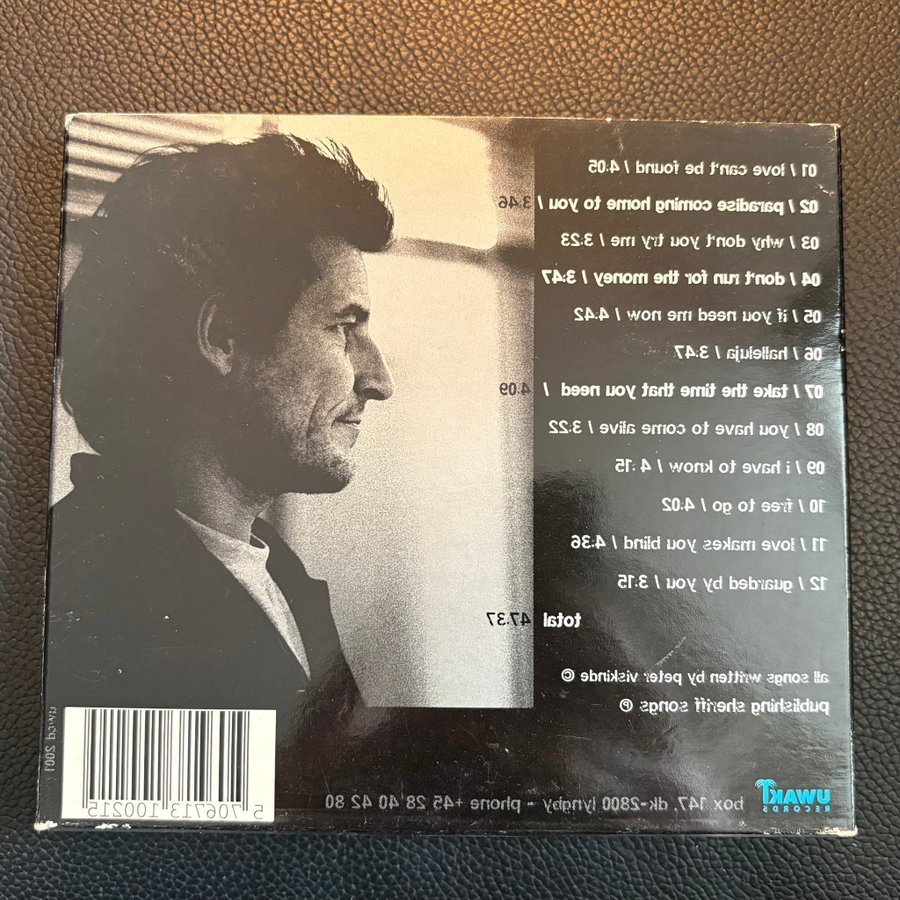 01 / love can't be found / 4:05
02 / paradise coming home to you / 3.46
03 / why don't you try me / 3:23
04 / don't run for the money / 3:47
05 / if you need me now / 4:42
06 / halleluja / 3:47
07 / take the time that you need / 4.09
08 / you have to come alive / 3:22
09 / i have to know / 4:15
10 / free to go / 4:02
11 / love makes you blind / 4:36
12 / guarded by you / 3:15
total 47.37
all songs written by peter viskinde ©
publishing sheriff songs ℗
UWAKT
RECORDS
box 147, dk-2800 lyngby - phone +45 28 40 42 80
5 706713 100215
uwcd 2001